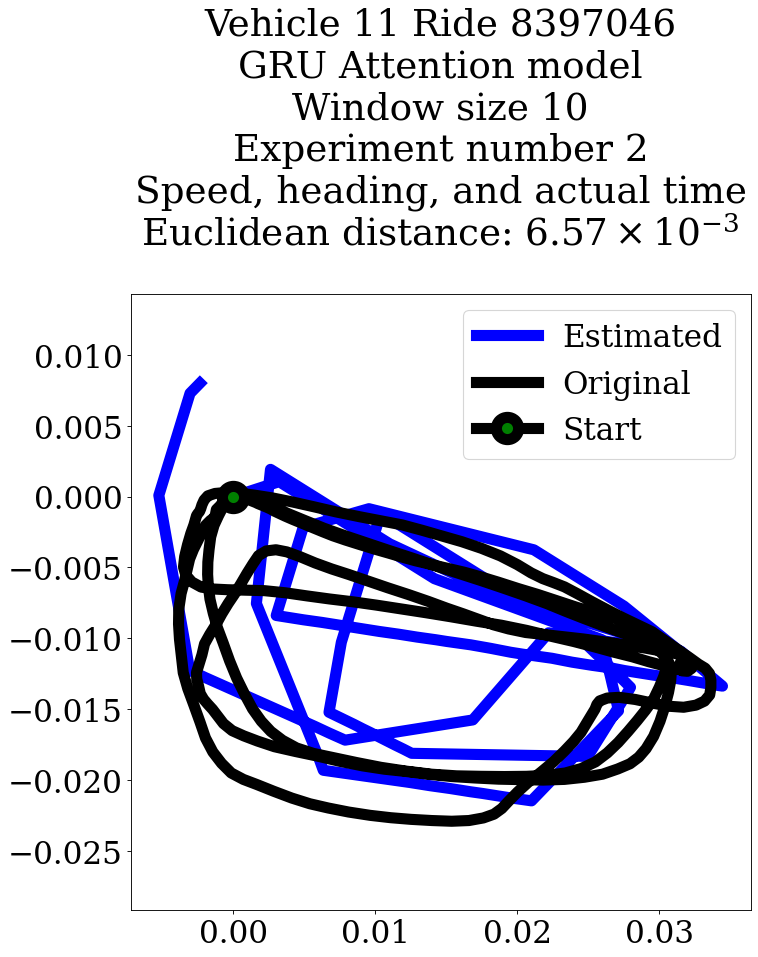 Vehicle 11 Ride 8397046
GRU Attention model
Window size 10
Experiment number 2
Speed, heading, and actual time
Euclidean distance: 6.57 × 10⁻³
Estimated
Original
Start
0.010
0.005
0.000
−0.005
−0.010
−0.015
−0.020
−0.025
0.00 0.01 0.02 0.03